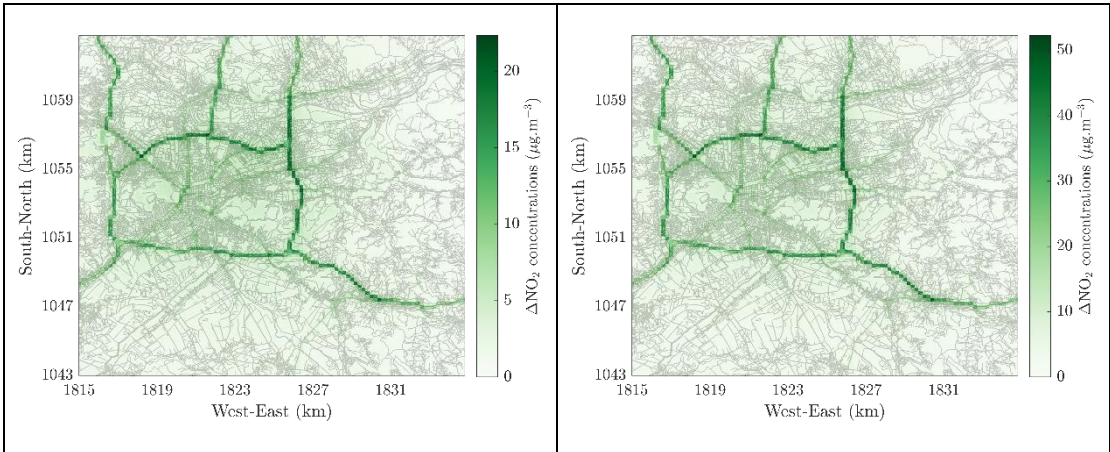 20
15
10
5
0
ΔNO₂ concentrations (μg.m⁻³)
1059
1055
1051
1047
1043
South-North (km)
1815 1819 1823 1827 1831
West-East (km)
50
40
30
20
10
0
ΔNO₂ concentrations (μg.m⁻³)
1059
1055
1051
1047
1043
South-North (km)
1815 1819 1823 1827 1831
West-East (km)